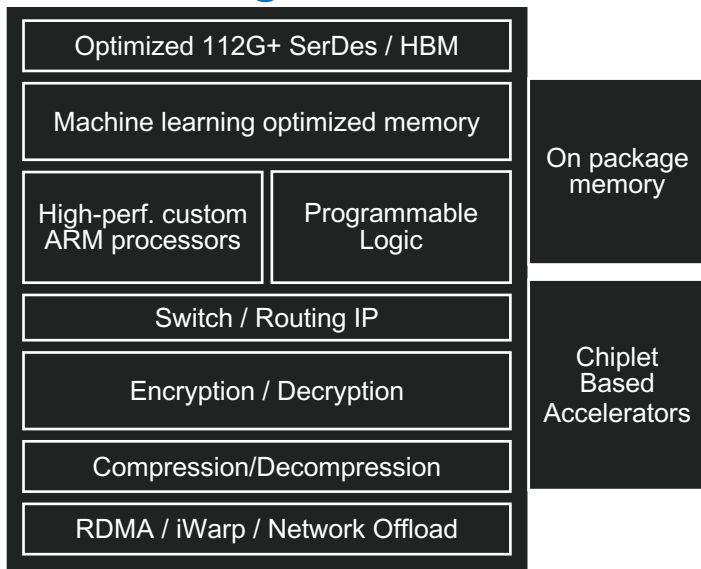 Optimized 112G+ SerDes / HBM
Machine learning optimized memory
On package
memory
High-perf. custom
ARM processors
Programmable
Logic
Switch / Routing IP
Encryption / Decryption
Chiplet
Based
Accelerators
Compression/Decompression
RDMA / iWarp / Network Offload